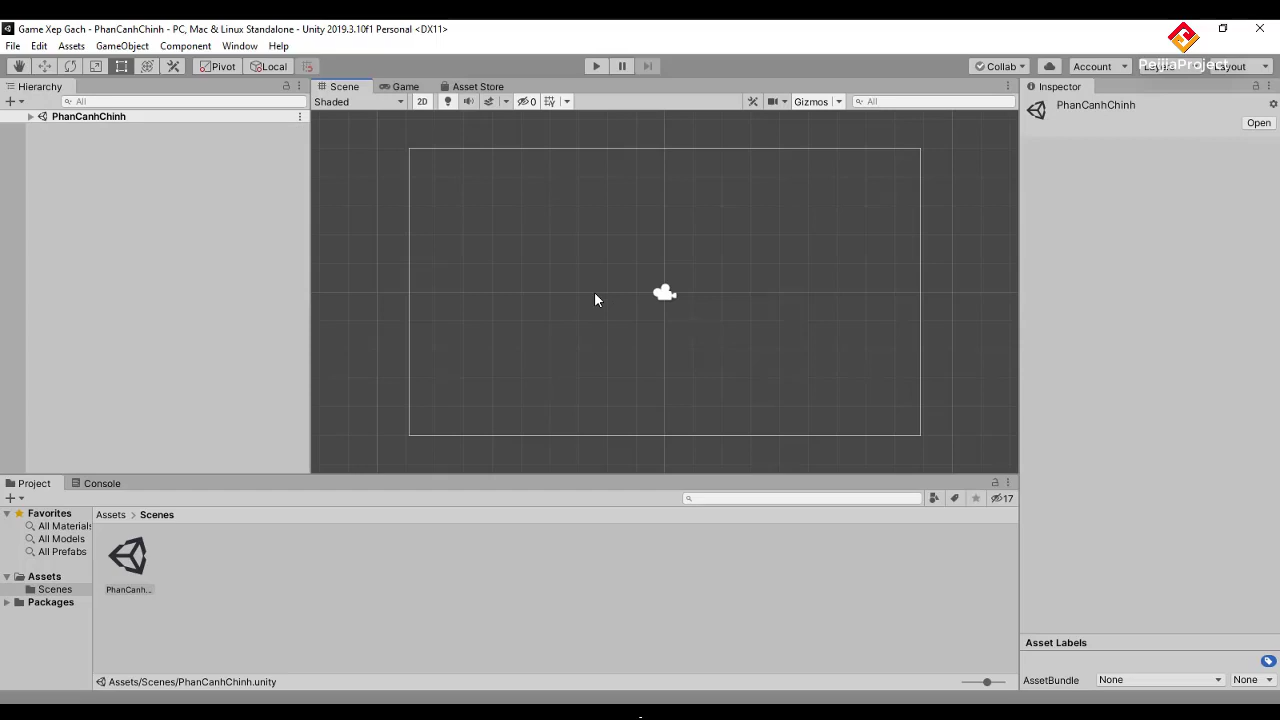 Game Xep Gach - PhanCanhChinh - PC, Mac & Linux Standalone - Unity 2019.3.10f1 Personal <DX11>
PeijiaProject
File Edit Assets GameObject Component Window Help
Pivot Local Collab Account Layout
Hierarchy Scene Game Asset Store Inspector
All Shaded 2D 0 Gizmos All
PhanCanhChinh
PhanCanhChinh
Open
Project Console
17
Favorites
All Materials
All Models
All Prefabs
Assets
Scenes
Packages
Assets > Scenes
PhanCanh...
Assets/Scenes/PhanCanhChinh.unity
Asset Labels
AssetBundle None None